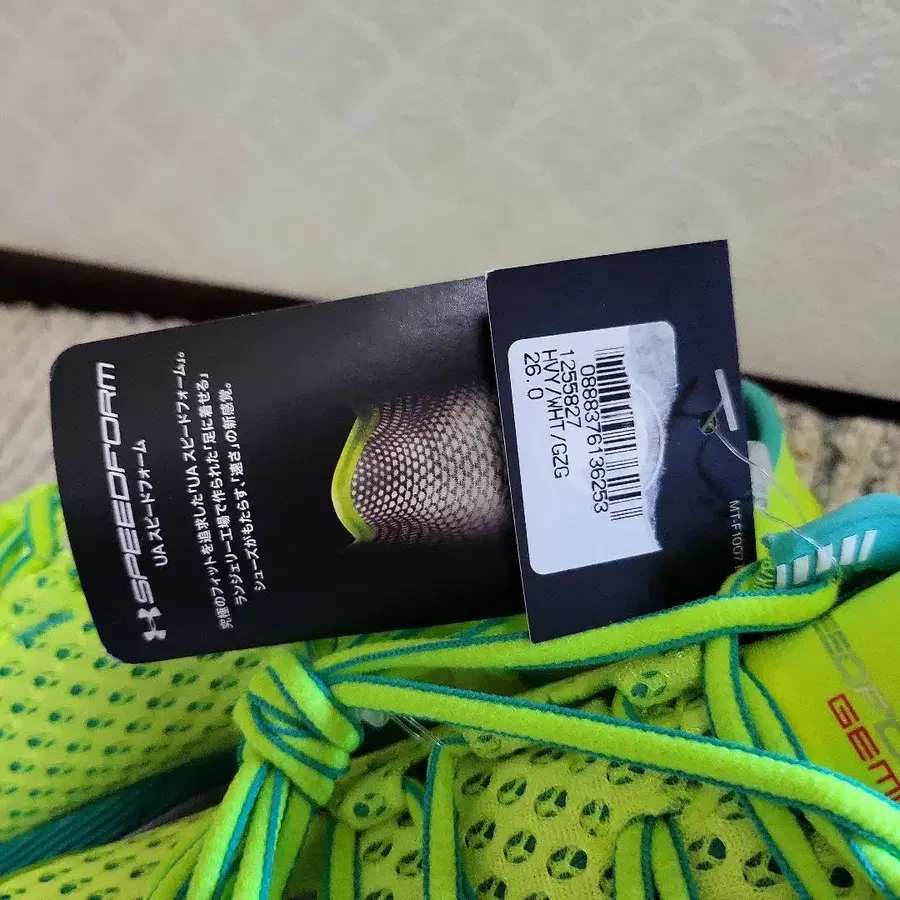 SPEEDFORM
UA スピードフォーム
究極のフィットを追求した「UA スピードフォーム」。
ランジェリー工場で作られた「足に着せる」
シューズがもたらす、「速さ」の新感覚。
0888376136253
1255827
HVY/WHT/GZG
26.0